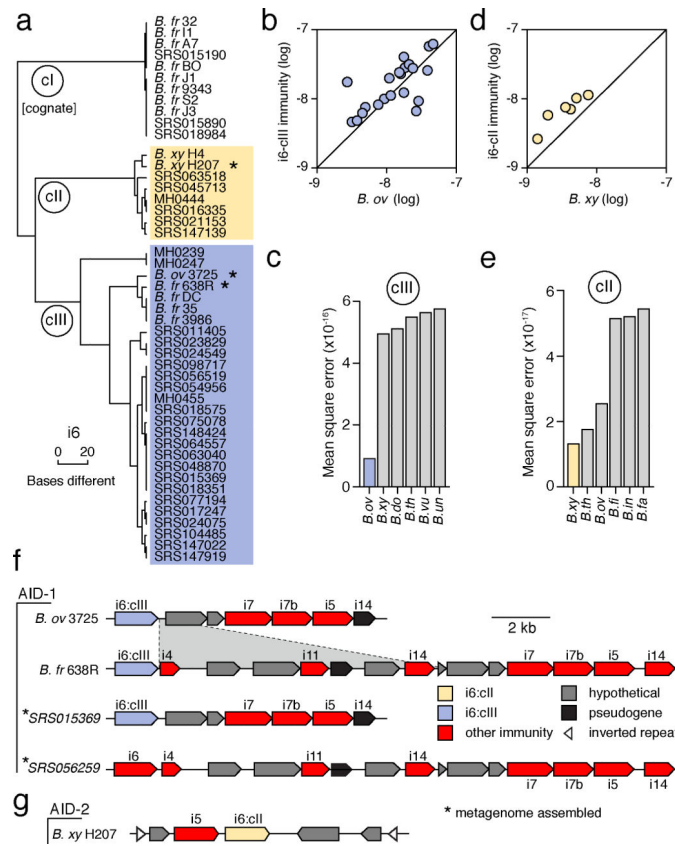 a
B. fr 32
B. fr I1
B. fr A7
SRS015190
B. fr BO
B. fr J1
B. fr 9343
B. fr S2
B. fr J3
SRS015890
SRS018984
cI
[cognate]
B. xy H4
B. xy H207 *
SRS063518
SRS045713
MH0444
SRS016335
SRS021153
SRS147139
cII
MH0239
MH0247
B. ov 3725 *
B. fr 638R *
B. fr DC
B. fr 35
B. fr 3986
SRS011405
SRS023829
SRS024549
SRS098717
SRS056519
SRS054956
MH0455
SRS018575
SRS075078
SRS148424
SRS064557
SRS063040
SRS048870
SRS015369
SRS018351
SRS077194
SRS017247
SRS024075
SRS104485
SRS147022
SRS147919
cIII
i6
0 20
Bases different
b
i6-cIII immunity (log)
-7
-8
-9
-9 -8 -7
B. ov (log)
d
i6-cII immunity (log)
-7
-8
-9
-9 -8 -7
B. xy (log)
c
cIII
Mean square error (x10-16)
6
4
2
0
B.ov B.xy B.do B.th B.vu B.un
e
cII
Mean square error (x10-17)
6
4
2
0
B.xy B.th B.ov B.fi B.in B.fa
f
AID-1
B. ov 3725
i6:cIII i7 i7b i5 i14
2 kb
B. fr 638R
i6:cIII i4 i11 i14 i7 i7b i5 i14
*SRS015369
i6:cIII i7 i7b i5 i14
*SRS056259
i6 i4 i11 i14 i7 i7b i5 i14
i6:cII
i6:cIII
other immunity
hypothetical
pseudogene
inverted repeat
* metagenome assembled
g
AID-2
B. xy H207
i5 i6:cII